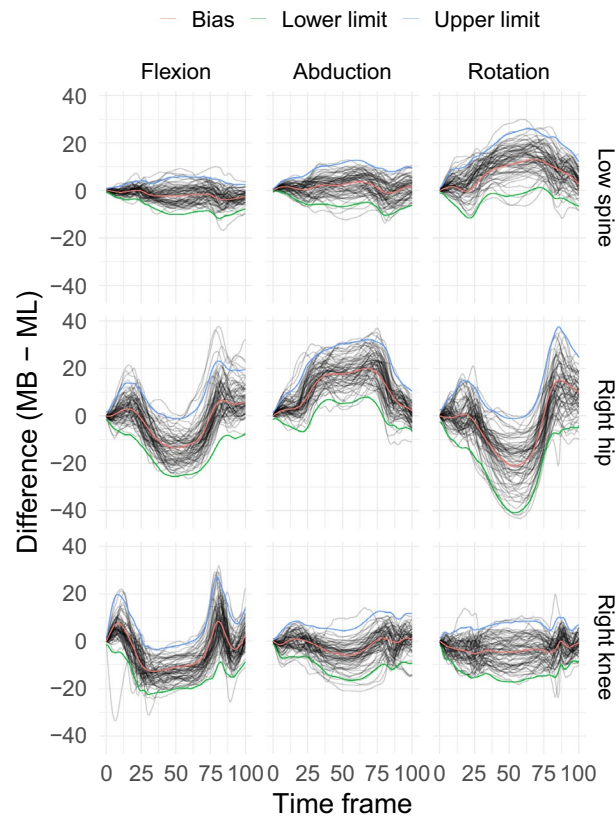 Bias Lower limit Upper limit
Flexion Abduction Rotation
40
20
0
−20
−40
Low spine
40
20
0
−20
−40
Right hip
40
20
0
−20
−40
Right knee
Difference (MB − ML)
0 25 50 75 100 0 25 50 75 100 0 25 50 75 100
Time frame